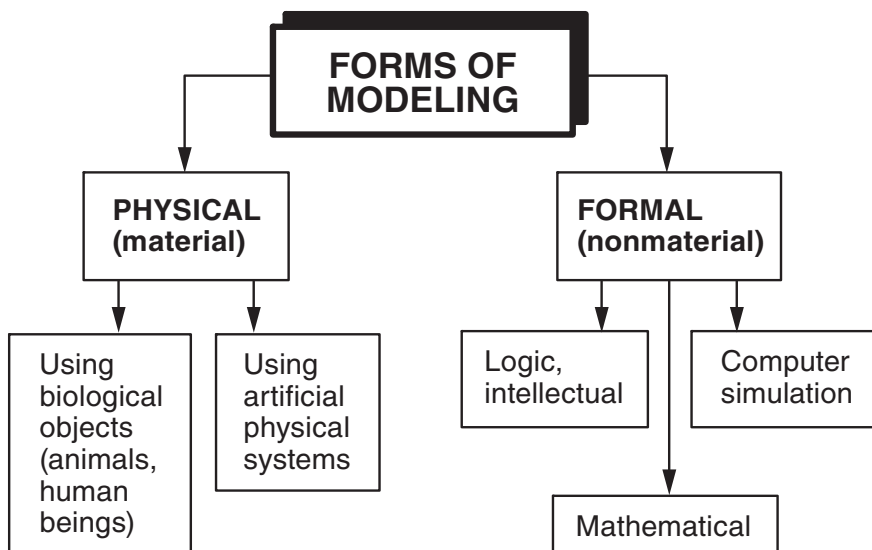 FORMS OF
MODELING
PHYSICAL
(material)
FORMAL
(nonmaterial)
Using
biological
objects
(animals,
human
beings)
Using
artificial
physical
systems
Logic,
intellectual
Computer
simulation
Mathematical